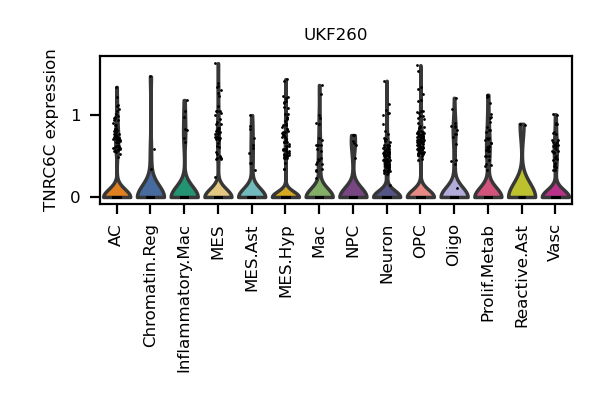 UKF260
TNRC6C expression
1
0
AC
Chromatin.Reg
Inflammatory.Mac
MES
MES.Ast
MES.Hyp
Mac
NPC
Neuron
OPC
Oligo
Prolif.Metab
Reactive.Ast
Vasc